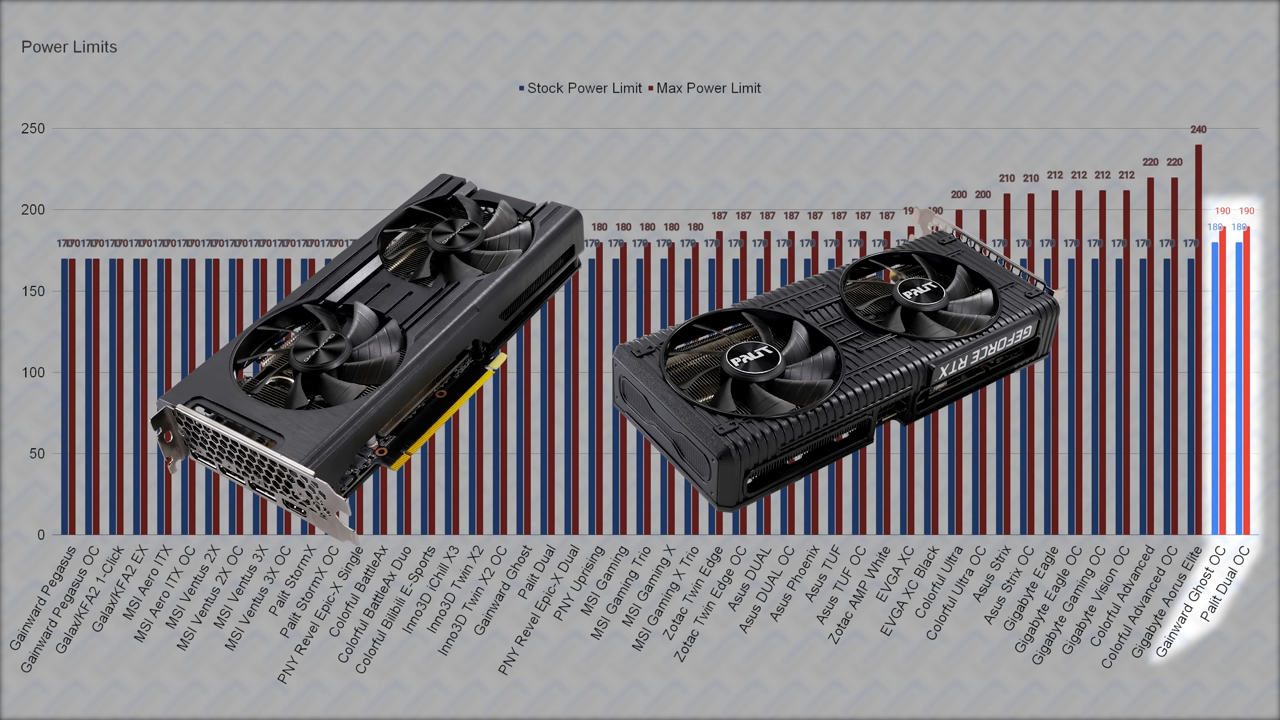 Power Limits
Stock Power Limit Max Power Limit
250
200
150
100
50
0
240
220 220
212 212 212 212
210 210
200 200
190 190
187 187 187 187 187 187 187 187
180 180 180 180 180
180 180
170 170 170 170 170 170 170 170
PALIT
PALIT
GEFORCE RTX
Gainward Pegasus
Gainward Pegasus OC
Galax/KFA2 1-Click
Galax/KFA2 EX
MSI Aero ITX
MSI Aero ITX OC
MSI Ventus 2X
MSI Ventus 2X OC
MSI Ventus 3X
MSI Ventus 3X OC
Palit StormX
Palit StormX OC
PNY Revel Epic-X Single
Colorful BattleAx
Colorful BattleAx Duo
Colorful Bilibili E-Sports
Inno3D iChill X3
Inno3D Twin X2
Inno3D Twin X2 OC
Gainward Ghost
Palit Dual
PNY Revel Epic-X Dual
PNY Uprising
MSI Gaming
MSI Gaming Trio
MSI Gaming X
MSI Gaming X Trio
Zotac Twin Edge
Zotac Twin Edge OC
Asus DUAL
Asus DUAL OC
Asus Phoenix
Asus TUF
Asus TUF OC
Zotac AMP White
EVGA XC
EVGA XC Black
Colorful Ultra
Colorful Ultra OC
Asus Strix
Asus Strix OC
Gigabyte Eagle
Gigabyte Eagle OC
Gigabyte Gaming OC
Gigabyte Vision OC
Colorful Advanced
Colorful Advanced OC
Gigabyte Aorus Elite
Gainward Ghost OC
Palit Dual OC